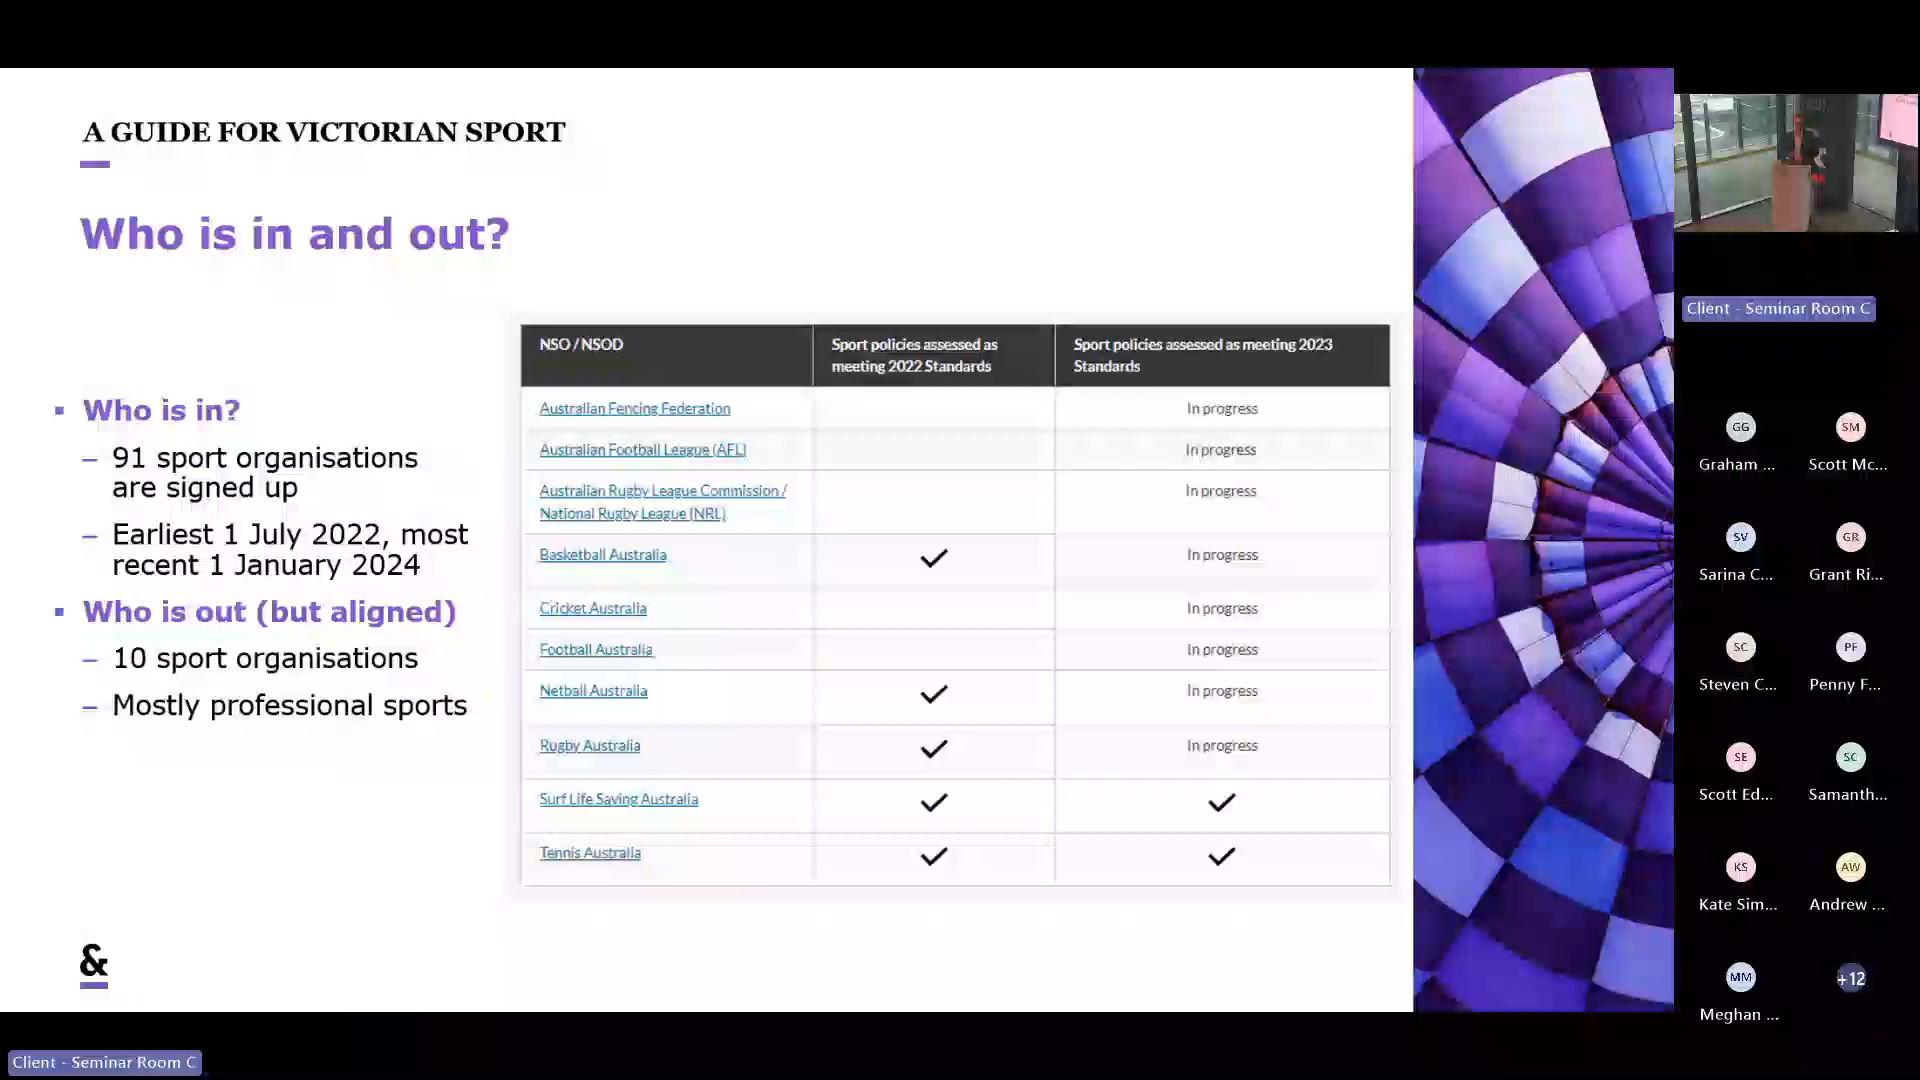 A GUIDE FOR VICTORIAN SPORT
Who is in and out?
Who is in?
– 91 sport organisations
are signed up
– Earliest 1 July 2022, most
recent 1 January 2024
Who is out (but aligned)
– 10 sport organisations
– Mostly professional sports
NSO / NSOD
Sport policies assessed as
meeting 2022 Standards
Sport policies assessed as meeting 2023
Standards
Australian Fencing Federation
In progress
Australian Football League (AFL)
In progress
Australian Rugby League Commission /
National Rugby League (NRL)
In progress
Basketball Australia
✓
In progress
Cricket Australia
In progress
Football Australia
In progress
Netball Australia
✓
In progress
Rugby Australia
✓
In progress
Surf Life Saving Australia
✓
✓
Tennis Australia
✓
✓
&
Client - Seminar Room C
GG
SM
Graham ...
Scott Mc...
SV
GR
Sarina C...
Grant Ri...
SC
PF
Steven C...
Penny F...
SE
SC
Scott Ed...
Samanth...
KS
AW
Kate Sim...
Andrew ...
MM
+12
Meghan ...
Client - Seminar Room C